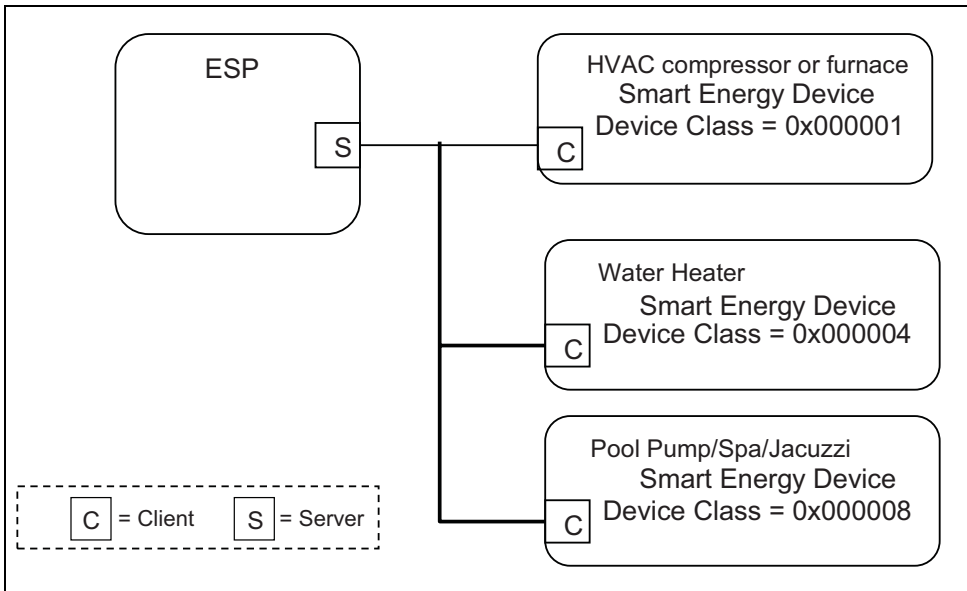 ESP
S
HVAC compressor or furnace
Smart Energy Device
Device Class = 0x000001
C
Water Heater
Smart Energy Device
Device Class = 0x000004
C
Pool Pump/Spa/Jacuzzi
Smart Energy Device
Device Class = 0x000008
C
C = Client S = Server